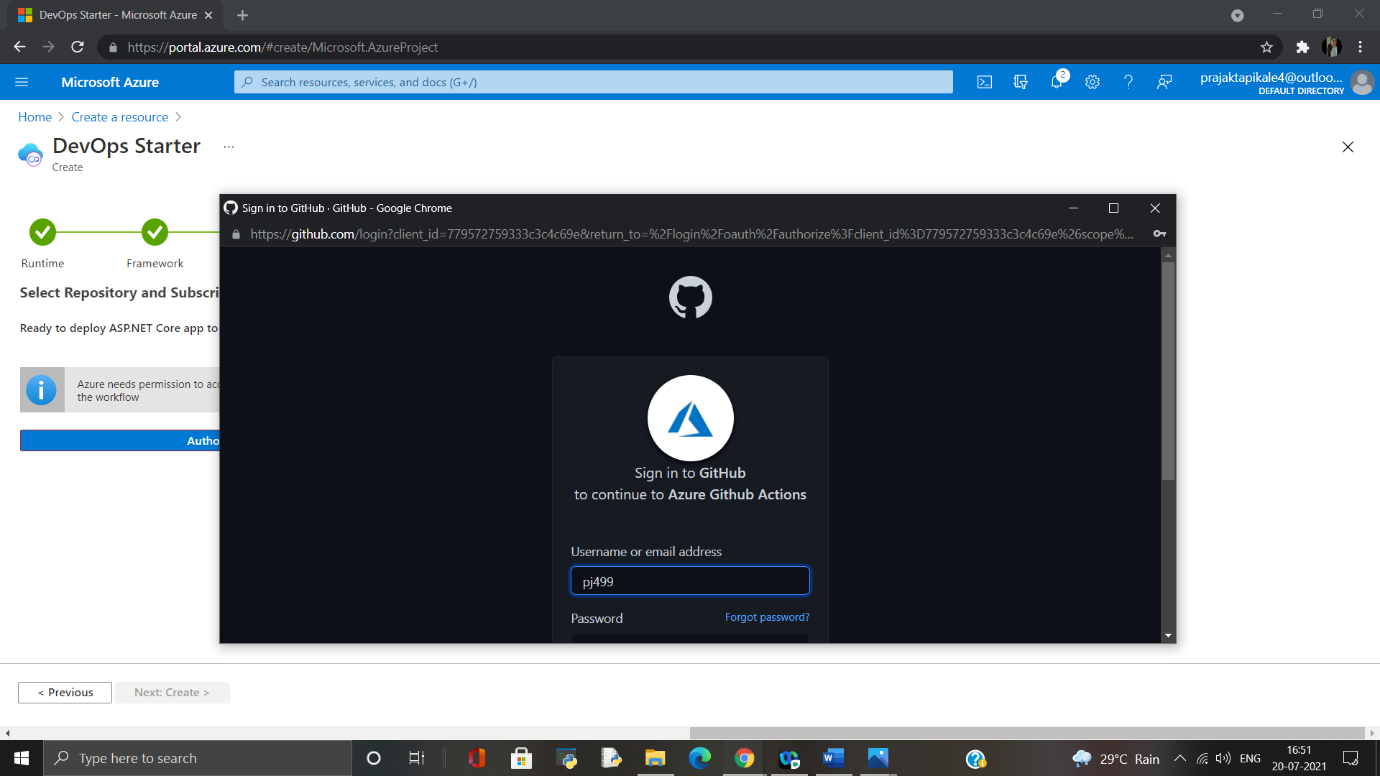 DevOps Starter - Microsoft Azure
https://portal.azure.com/#create/Microsoft.AzureProject
Microsoft Azure
Search resources, services, and docs (G+/)
2
prajaktapikale4@outloo...
DEFAULT DIRECTORY
Home > Create a resource >
DevOps Starter ...
Create
Sign in to GitHub · GitHub - Google Chrome
https://github.com/login?client_id=779572759333c3c4c69e&return_to=%2Flogin%2Foauth%2Fauthorize%3Fclient_id%3D779572759333c3c4c69e%26scope%...
Runtime
Framework
Select Repository and Subscri
Ready to deploy ASP.NET Core app to
Azure needs permission to acc
the workflow
Autho
Sign in to GitHub
to continue to Azure Github Actions
Username or email address
pj499
Password
Forgot password?
< Previous
Next: Create >
Type here to search
29°C Rain
ENG
16:51
20-07-2021